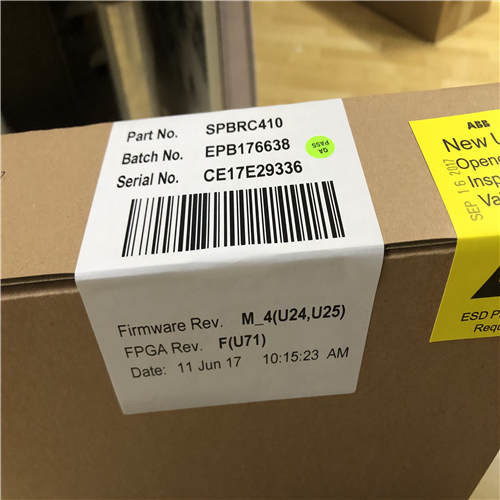 Part No. SPBRC410
Batch No. EPB176638
Serial No. CE17E29336
QA
PASS
Firmware Rev. M_4(U24,U25)
FPGA Rev. F(U71)
Date: 11 Jun 17 10:15:23 AM
ABB
New
Opene
Insp
Va
SEP 16 2017
ESD P
Requ